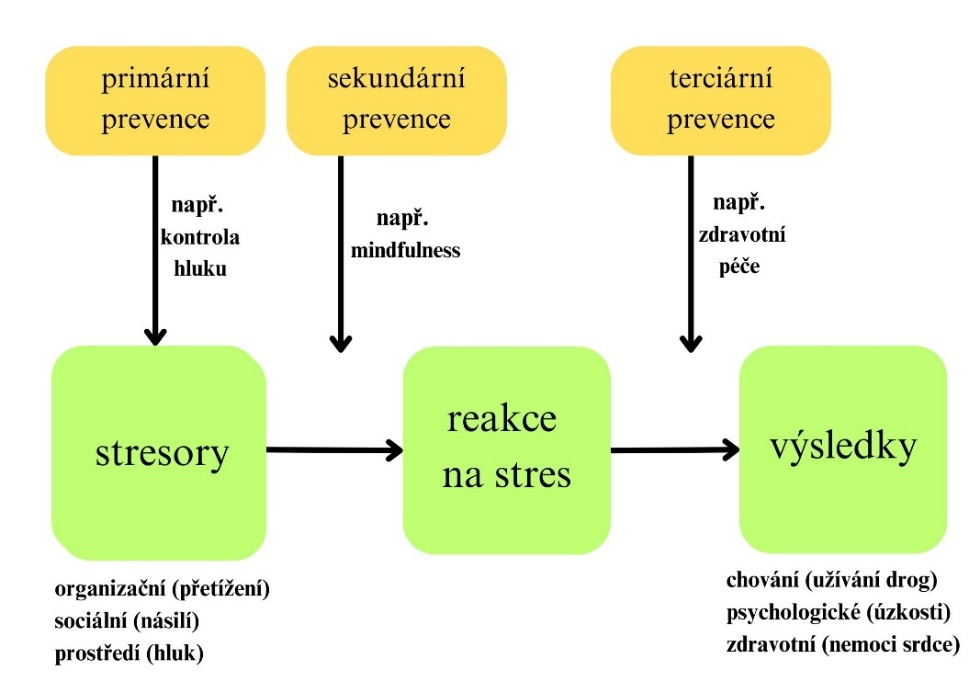 primární
prevence
sekundární
prevence
terciární
prevence
např.
kontrola
hluku
např.
mindfulness
např.
zdravotní
péče
stresory
reakce
na stres
výsledky
organizační (přetížení)
sociální (násilí)
prostředí (hluk)
chování (užívání drog)
psychologické (úzkosti)
zdravotní (nemoci srdce)